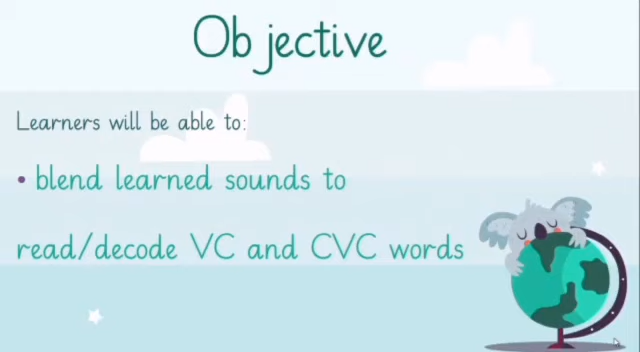 Objective
Learners will be able to:
• blend learned sounds to
read/decode VC and CVC words